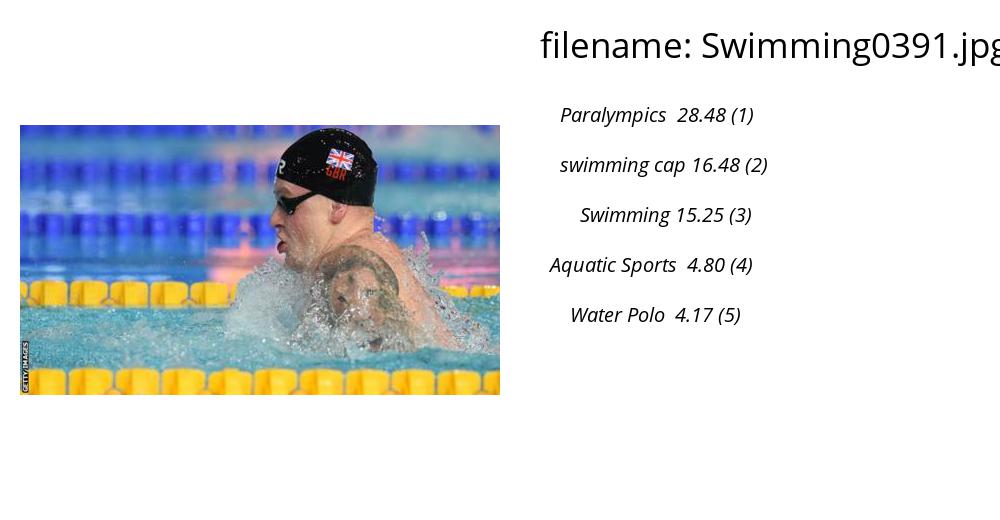 filename: Swimming0391.jpg
Paralympics 28.48 (1)
swimming cap 16.48 (2)
Swimming 15.25 (3)
Aquatic Sports 4.80 (4)
Water Polo 4.17 (5)
GBR
GETTY IMAGES